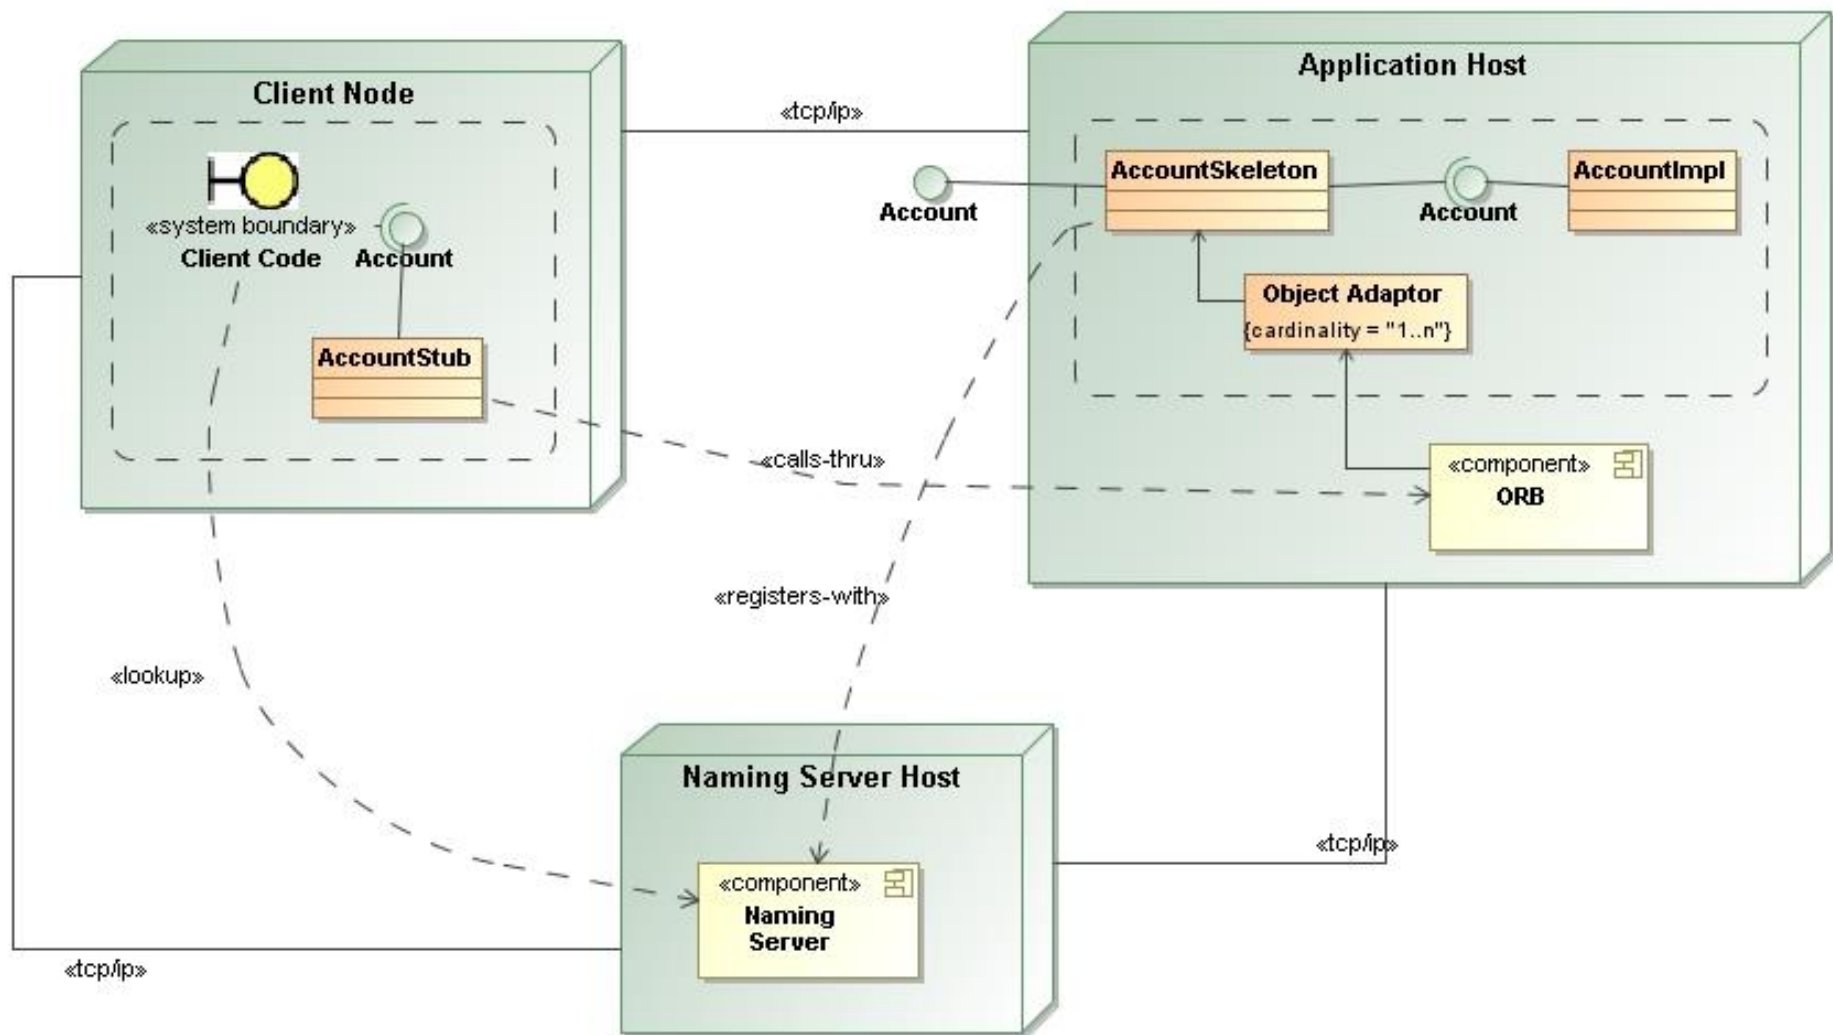 Client Node
«system boundary»
Client Code
Account
AccountStub
«tcp/ip»
Application Host
Account
AccountSkeleton
Account
AccountImpl
Object Adaptor
{cardinality = "1..n"}
«component»
ORB
«calls-thru»
«registers-with»
«lookup»
Naming Server Host
«component»
Naming
Server
«tcp/ip»
«tcp/ip»